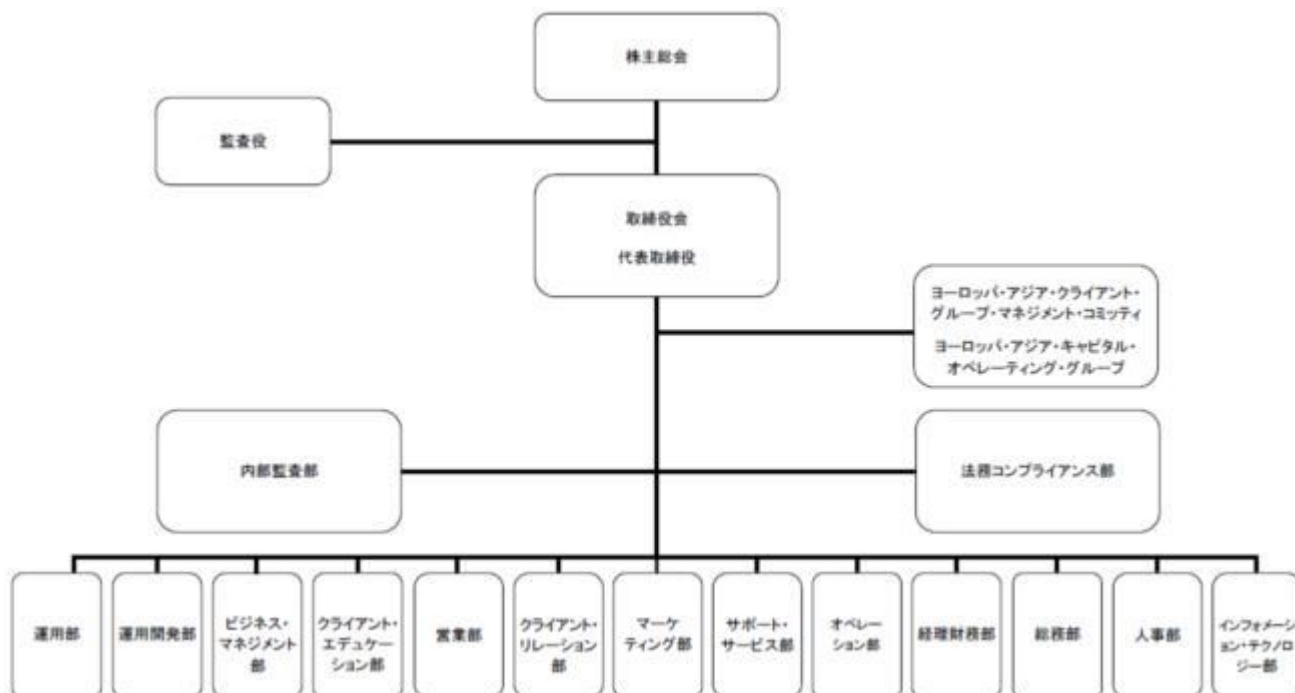 株主総会
監査役
取締役会
代表取締役
ヨーロッパ・アジア・クライアント・
グループ・マネジメント・コミッティ
ヨーロッパ・アジア・キャピタル・
オペレーティング・グループ
内部監査部
法務コンプライアンス部
運用部
運用開発部
ビジネス・
マネジメント
部
クライアント・
エデュケー
ション部
営業部
クライアント・
リレーション
部
マーケ
ティング部
サポート・
サービス部
オペレー
ション部
経理財務部
総務部
人事部
インフォメーシ
ョン・テクノロ
ジー部